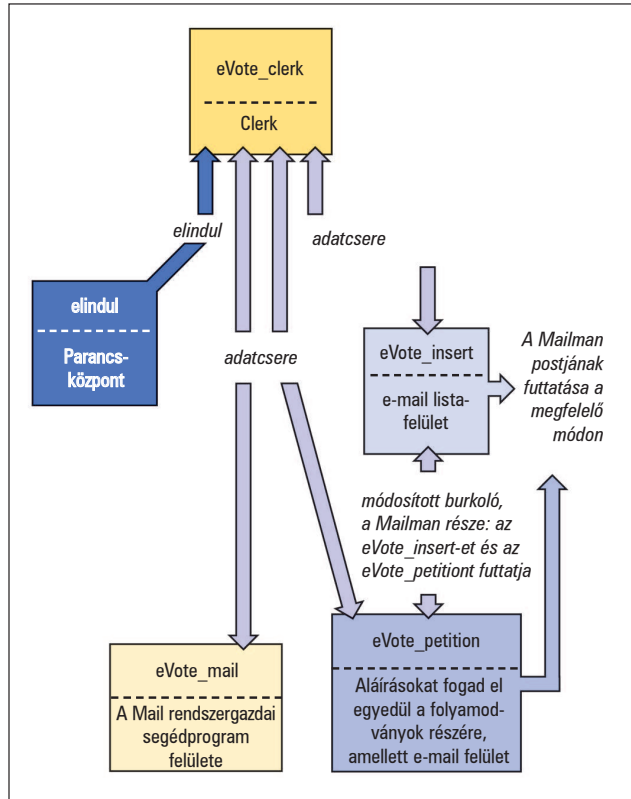 eVote_clerk
Clerk
elindul
adatcsere
elindul
Parancs-
központ
adatcsere
eVote_insert
e-mail lista-
felület
A Mailman
postjának
futtatása a
megfelelő
módon
módosított burkoló,
a Mailman része: az
eVote_insert-et és az
eVote_petitiont futtatja
eVote_mail
A Mail rendszergazdai
segédprogram
felülete
eVote_petition
Aláírásokat fogad el
egyedül a folyamod-
ványok részére,
amellett e-mail felület